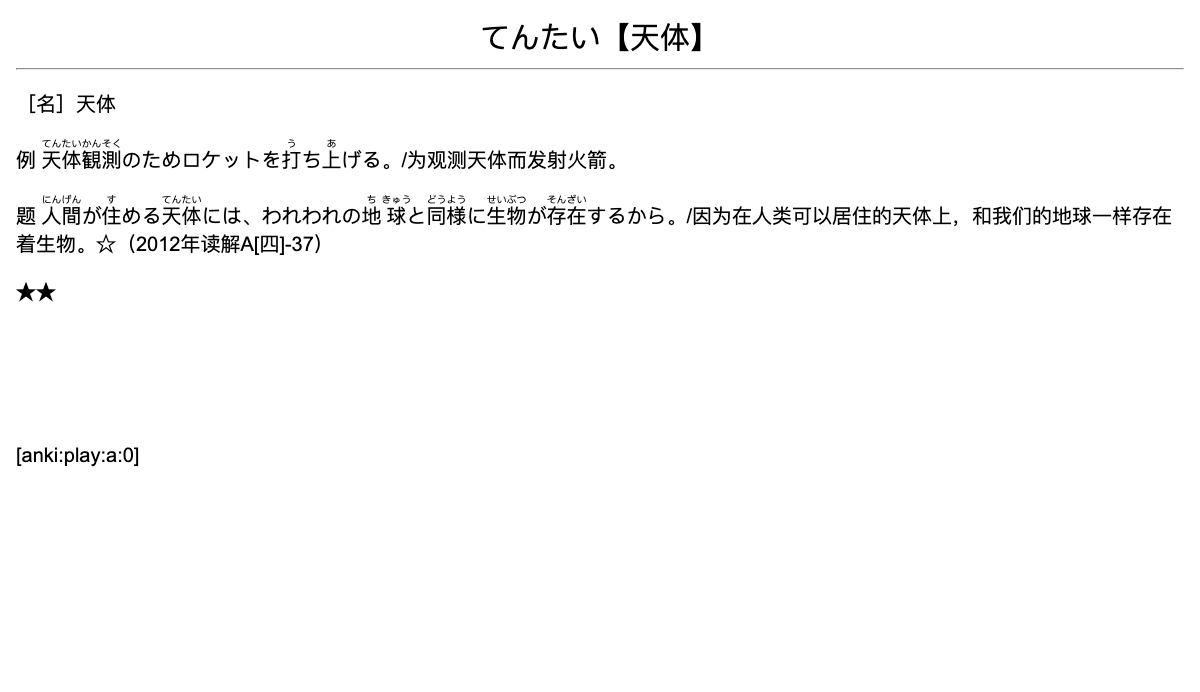 てんたい【天体】
［名］天体
てんたいかんそく う あ
例 天体観測のためロケットを打ち上げる。/为观测天体而发射火箭。
にんげん す てんたい ち きゅう どうよう せいぶつ そんざい
题 人間が住める天体には、われわれの地球と同様に生物が存在するから。/因为在人类可以居住的天体上，和我们的地球一样存在
着生物。☆（2012年读解A[四]-37）
★★
[anki:play:a:0]